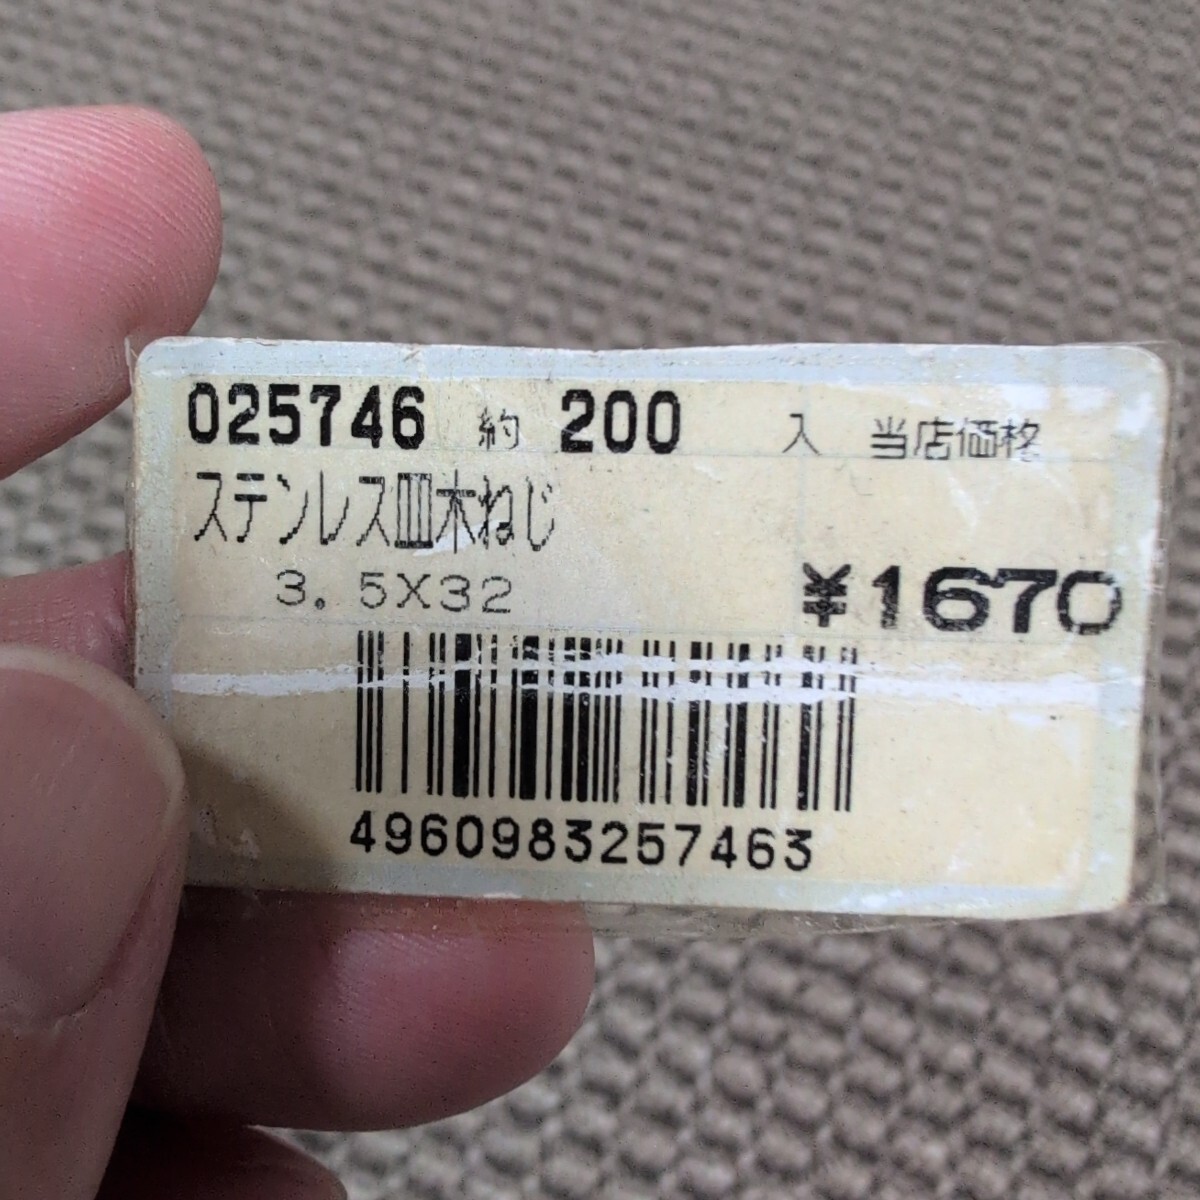 025746 約 200 入 当店価格
ステンレス皿木ねじ
3.5X32
¥1670
4960983257463